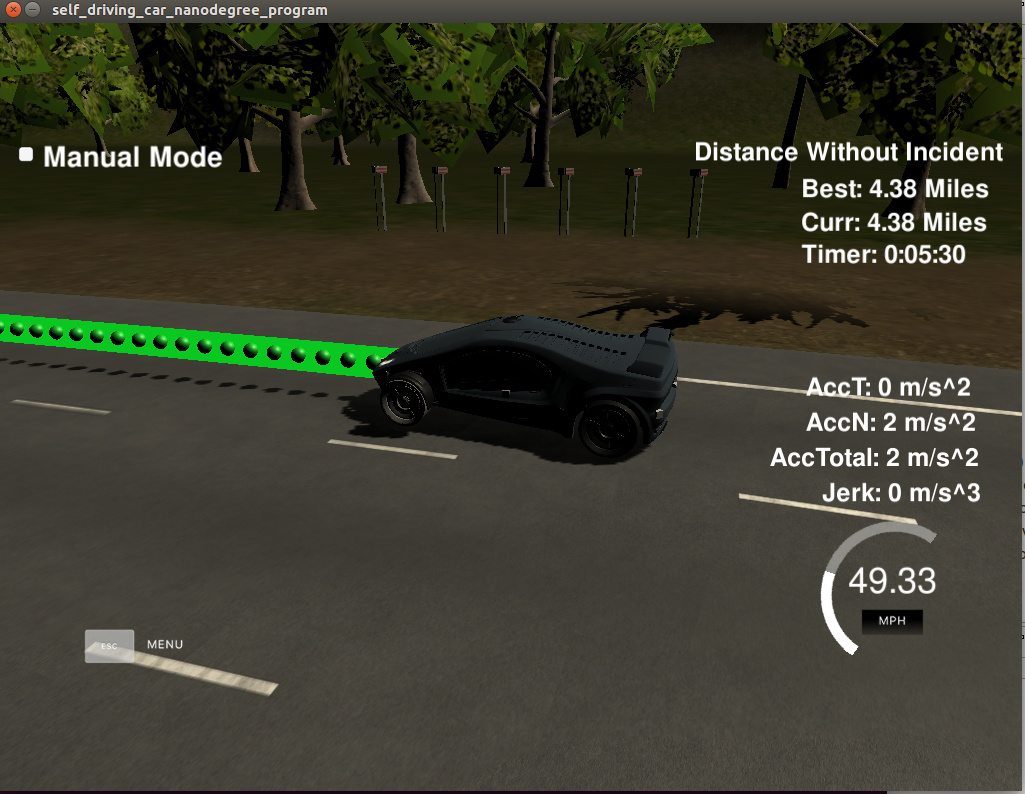 self_driving_car_nanodegree_program
Manual Mode
Distance Without Incident
Best: 4.38 Miles
Curr: 4.38 Miles
Timer: 0:05:30
AccT: 0 m/s^2
AccN: 2 m/s^2
AccTotal: 2 m/s^2
Jerk: 0 m/s^3
49.33
MPH
ESC MENU